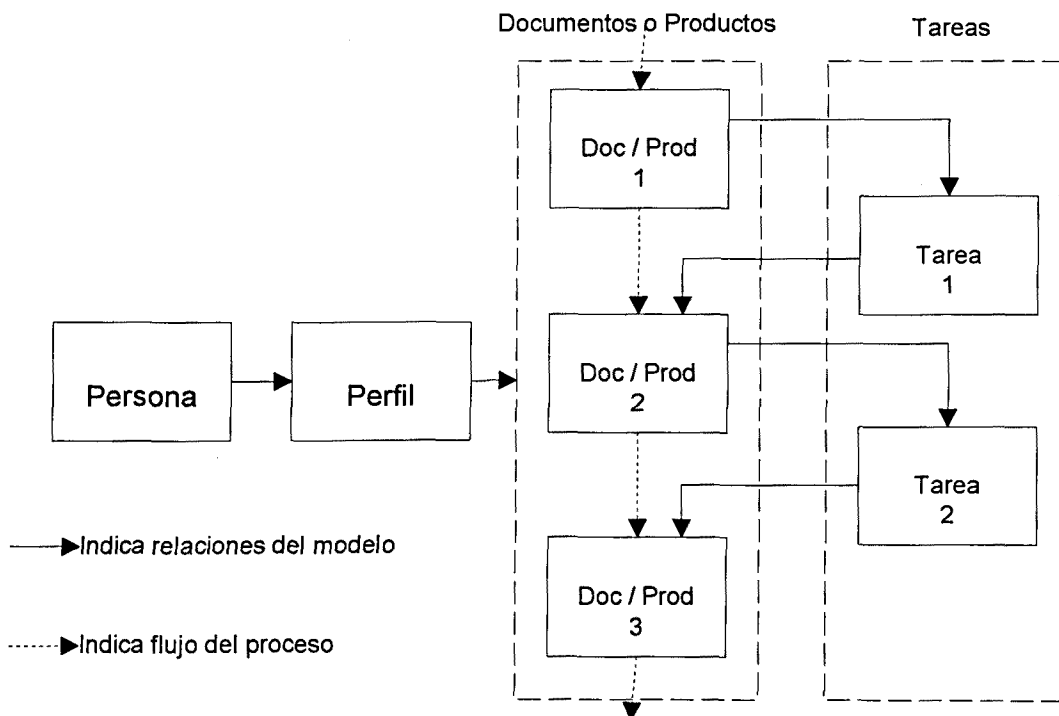 Documentos o Productos
Tareas
Doc / Prod
1
Tarea
1
Persona
Perfil
Doc / Prod
2
Tarea
2
Indica relaciones del modelo
Doc / Prod
3
Indica flujo del proceso